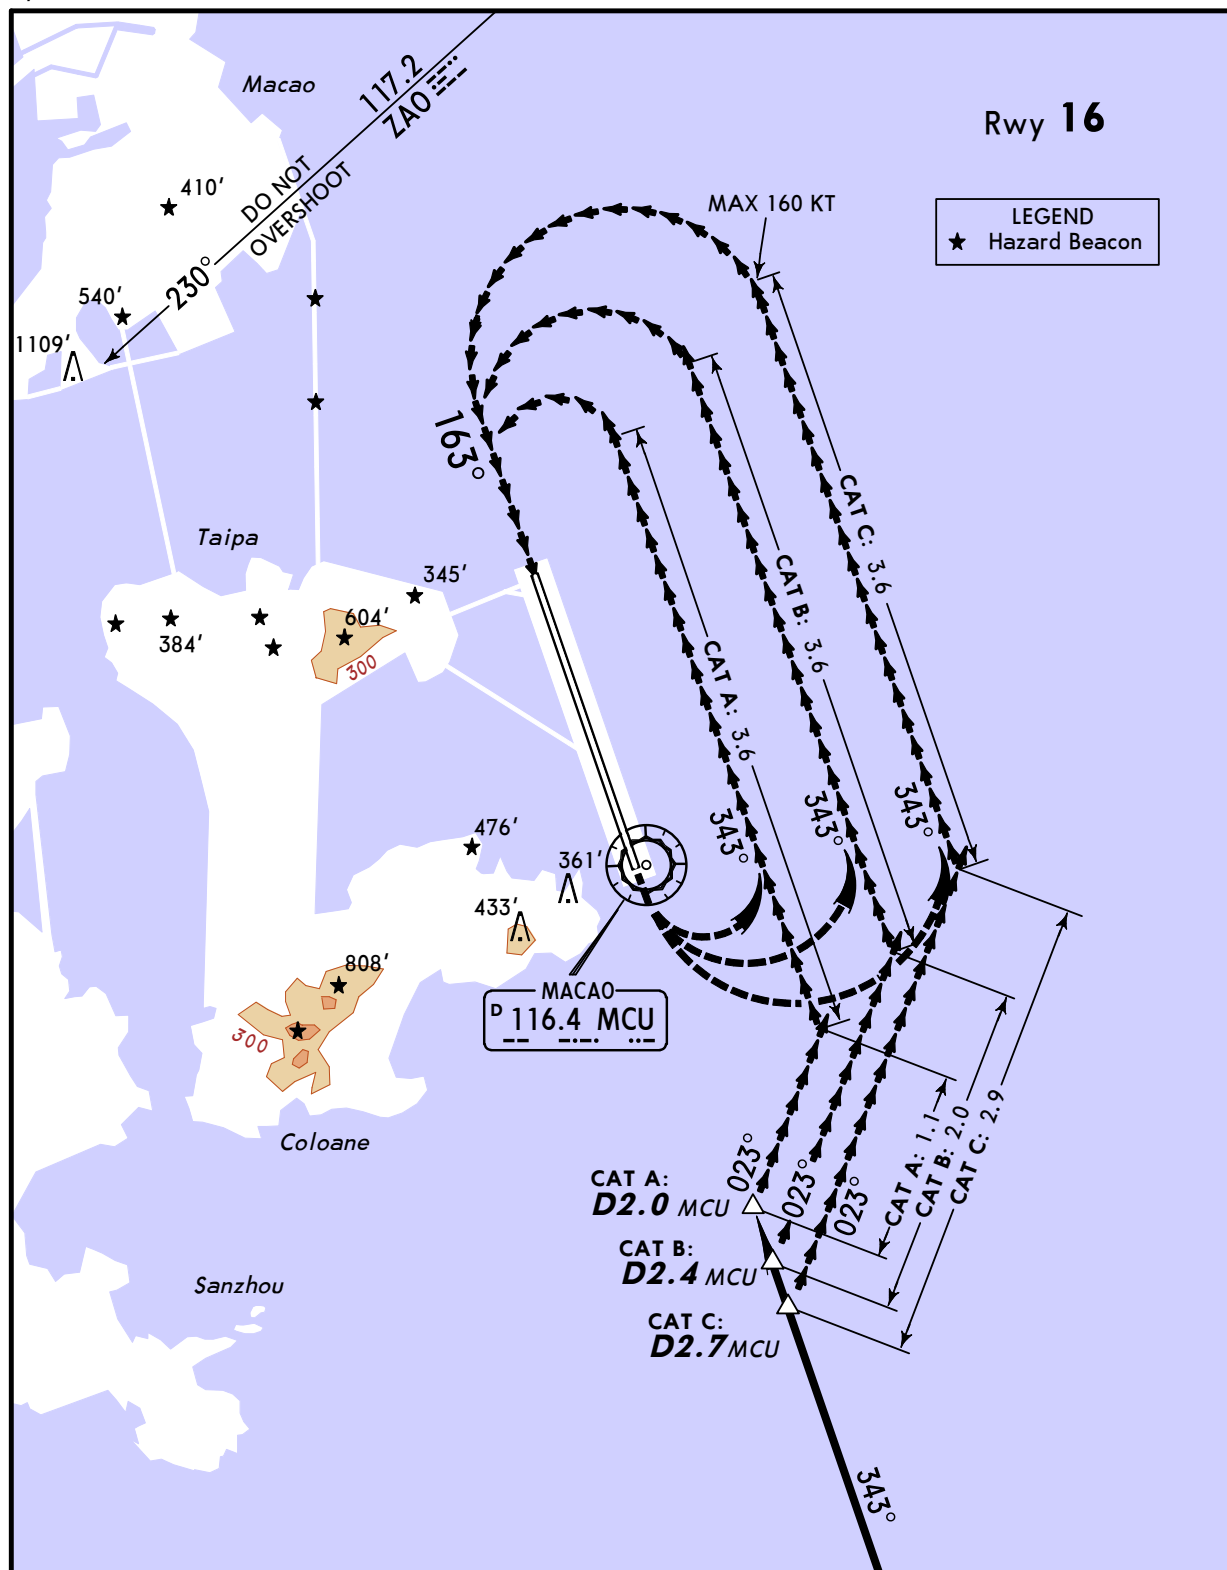 Macao
117.2
ZAO
Rwy 16
DO NOT
OVERSHOOT
410'
MAX 160 KT
LEGEND
★ Hazard Beacon
230°
540'
1109'
163°
CAT C: 3.6
Taipa
345'
CAT B: 3.6
384'
604'
300
CAT A: 3.6
343°
343°
343°
476'
361'
433'
808'
300
MACAO
D 116.4 MCU
Coloane
CAT A: 1.1
CAT B: 2.0
CAT C: 2.9
023°
023°
023°
CAT A:
D2.0 MCU
CAT B:
D2.4 MCU
Sanzhou
CAT C:
D2.7 MCU
343°